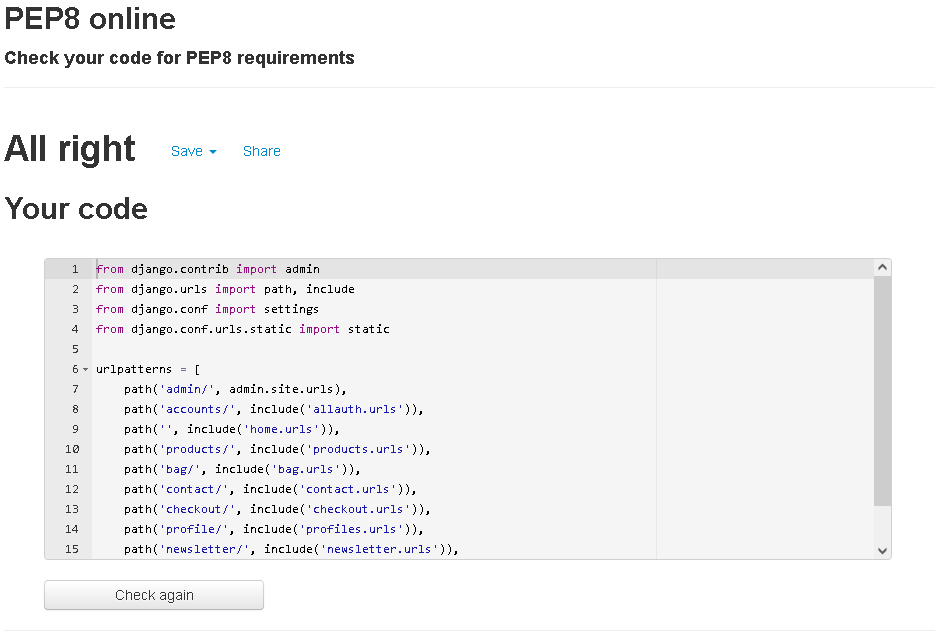 PEP8 online
Check your code for PEP8 requirements
All right Save Share
Your code
1 from django.contrib import admin
2 from django.urls import path, include
3 from django.conf import settings
4 from django.conf.urls.static import static
5
6 urlpatterns = [
7 path('admin/', admin.site.urls),
8 path('accounts/', include('allauth.urls')),
9 path('', include('home.urls')),
10 path('products/', include('products.urls')),
11 path('bag/', include('bag.urls')),
12 path('contact/', include('contact.urls')),
13 path('checkout/', include('checkout.urls')),
14 path('profile/', include('profiles.urls')),
15 path('newsletter/', include('newsletter.urls')),
Check again